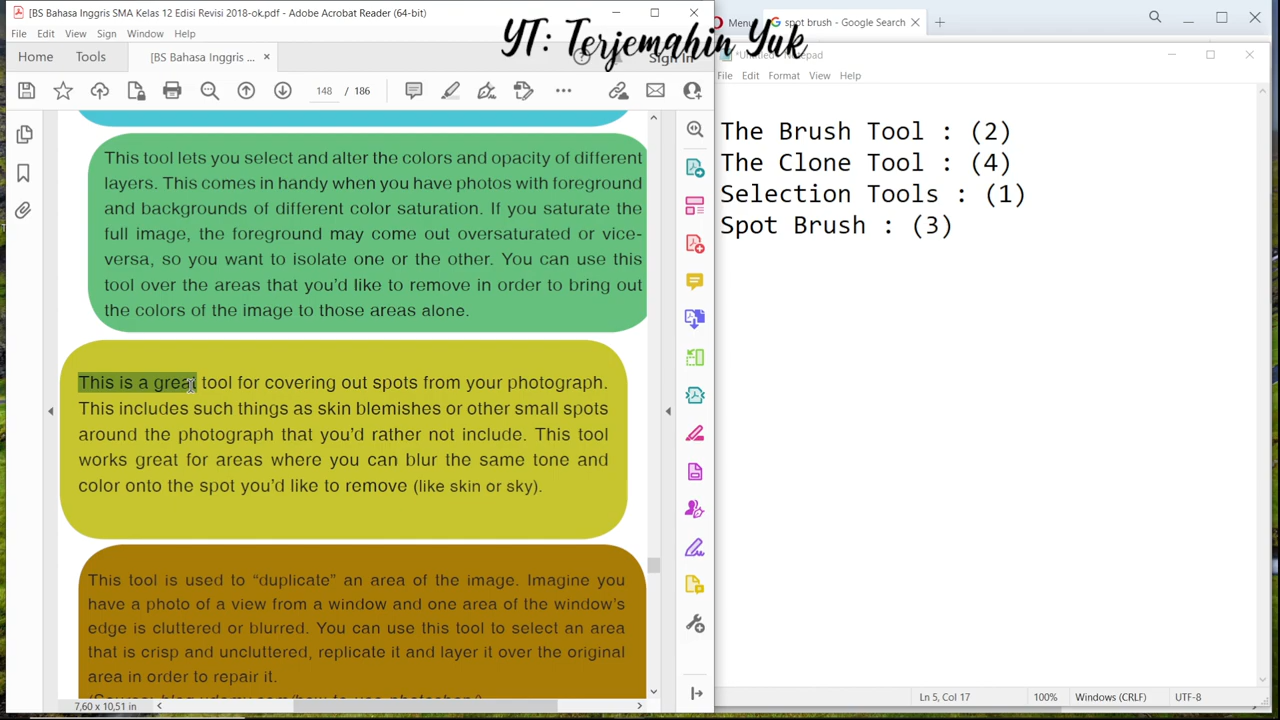 [BS Bahasa Inggris SMA Kelas 12 Edisi Revisi 2018-ok.pdf - Adobe Acrobat Reader (64-bit)
File Edit View Sign Window Help
Home Tools [BS Bahasa Inggris ... × Sign In
148 / 186
YT: Terjemahin Yuk
Menu spot brush - Google Search
*Untitled - Notepad
File Edit Format View Help
This tool lets you select and alter the colors and opacity of different
layers. This comes in handy when you have photos with foreground
and backgrounds of different color saturation. If you saturate the
full image, the foreground may come out oversaturated or vice-
versa, so you want to isolate one or the other. You can use this
tool over the areas that you’d like to remove in order to bring out
the colors of the image to those areas alone.
This is a great tool for covering out spots from your photograph.
This includes such things as skin blemishes or other small spots
around the photograph that you’d rather not include. This tool
works great for areas where you can blur the same tone and
color onto the spot you’d like to remove (like skin or sky).
This tool is used to “duplicate” an area of the image. Imagine you
have a photo of a view from a window and one area of the window’s
edge is cluttered or blurred. You can use this tool to select an area
that is crisp and uncluttered, replicate it and layer it over the original
area in order to repair it.
(Source: blog.udemy.com/how-to-use-photoshop/)
7,60 x 10,51 in
The Brush Tool : (2)
The Clone Tool : (4)
Selection Tools : (1)
Spot Brush : (3)
Ln 5, Col 17 100% Windows (CRLF) UTF-8